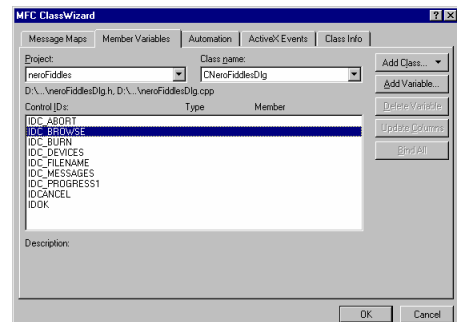 MFC ClassWizard
Message Maps Member Variables Automation ActiveX Events Class Info
Project: Class name:
neroFiddles CNeroFiddlesDlg
Add Class...
Add Variable...
D:\...\neroFiddlesDlg.h, D:\...\neroFiddlesDlg.cpp
Delete Variable
Control IDs: Type Member
Update Columns
IDC_ABORT
IDC_BROWSE
Bind All
IDC_BURN
IDC_DEVICES
IDC_FILENAME
IDC_MESSAGES
IDC_PROGRESS1
IDCANCEL
IDOK
Description:
OK Cancel